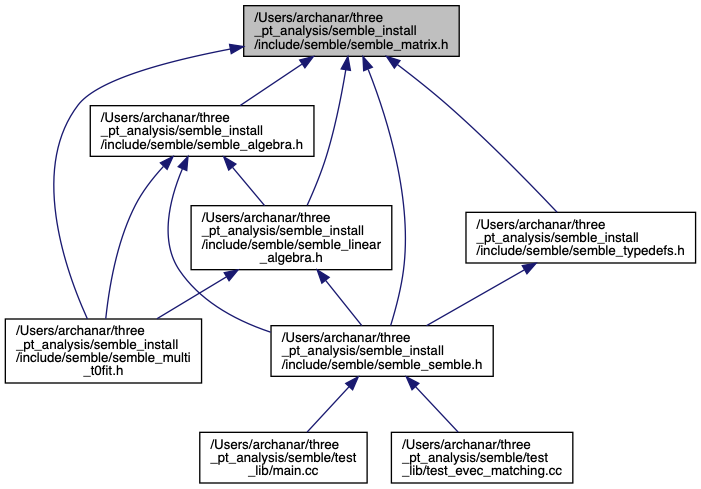 /Users/archanar/three
_pt_analysis/semble_install
/include/semble/semble_matrix.h
/Users/archanar/three
_pt_analysis/semble_install
/include/semble/semble_algebra.h
/Users/archanar/three
_pt_analysis/semble_install
/include/semble/semble_linear
_algebra.h
/Users/archanar/three
_pt_analysis/semble_install
/include/semble/semble_typedefs.h
/Users/archanar/three
_pt_analysis/semble_install
/include/semble/semble_multi
_t0fit.h
/Users/archanar/three
_pt_analysis/semble_install
/include/semble/semble_semble.h
/Users/archanar/three
_pt_analysis/semble/test
_lib/main.cc
/Users/archanar/three
_pt_analysis/semble/test
_lib/test_evec_matching.cc